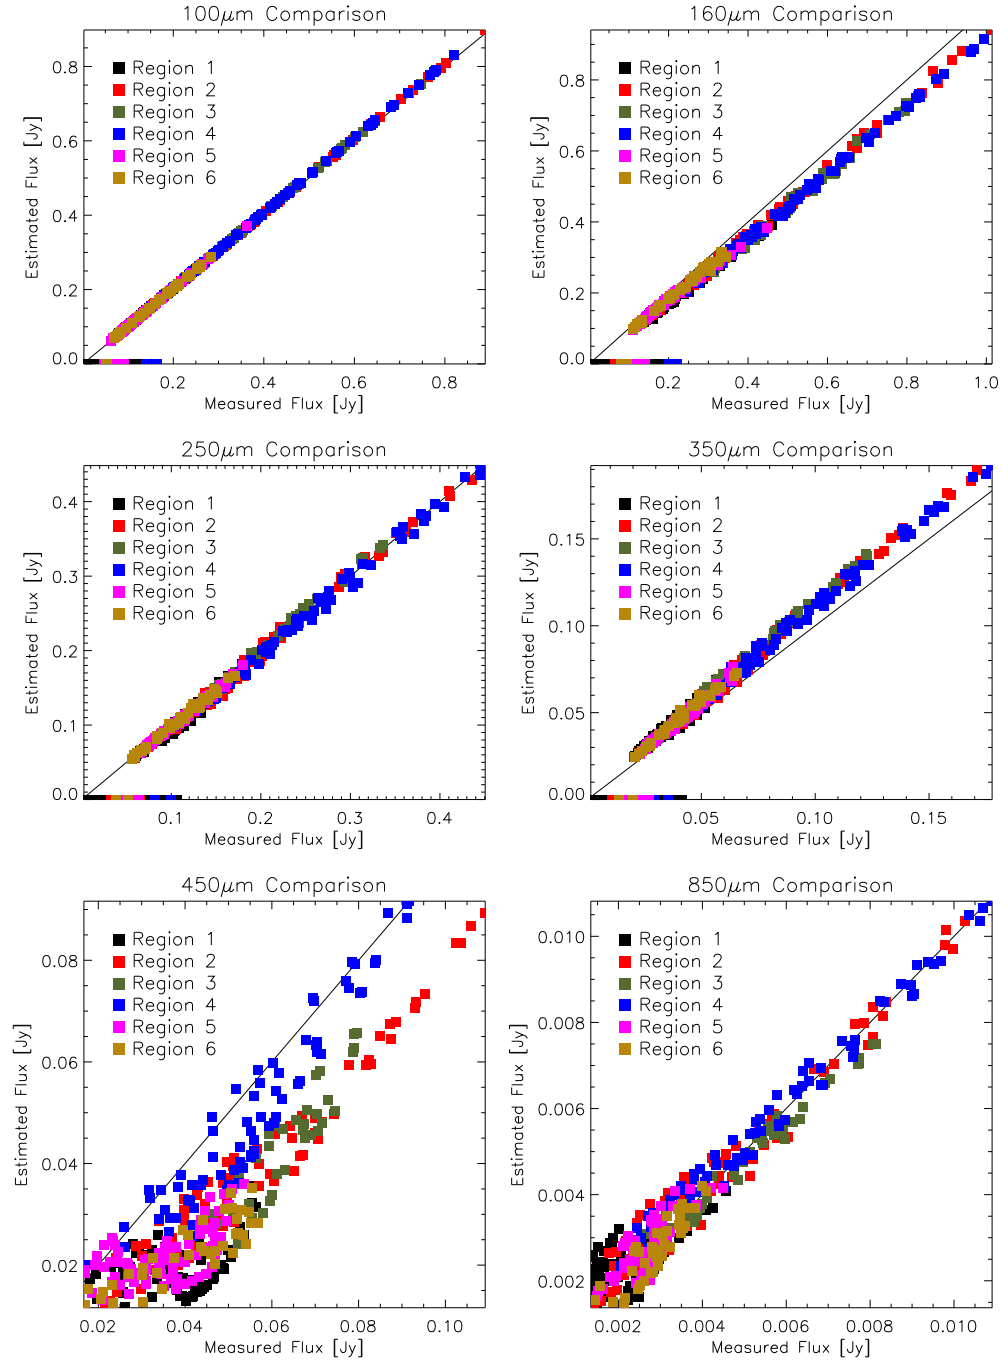 100μm Comparison
Estimated Flux [Jy]
0.8
0.6
0.4
0.2
0.0
Region 1
Region 2
Region 3
Region 4
Region 5
Region 6
0.2 0.4 0.6 0.8
Measured Flux [Jy]
160μm Comparison
Estimated Flux [Jy]
0.8
0.6
0.4
0.2
0.0
Region 1
Region 2
Region 3
Region 4
Region 5
Region 6
0.2 0.4 0.6 0.8 1.0
Measured Flux [Jy]
250μm Comparison
Estimated Flux [Jy]
0.4
0.3
0.2
0.1
0.0
Region 1
Region 2
Region 3
Region 4
Region 5
Region 6
0.1 0.2 0.3 0.4
Measured Flux [Jy]
350μm Comparison
Estimated Flux [Jy]
0.15
0.10
0.05
0.00
Region 1
Region 2
Region 3
Region 4
Region 5
Region 6
0.05 0.10 0.15
Measured Flux [Jy]
450μm Comparison
Estimated Flux [Jy]
0.08
0.06
0.04
0.02
Region 1
Region 2
Region 3
Region 4
Region 5
Region 6
0.02 0.04 0.06 0.08 0.10
Measured Flux [Jy]
850μm Comparison
Estimated Flux [Jy]
0.010
0.008
0.006
0.004
0.002
Region 1
Region 2
Region 3
Region 4
Region 5
Region 6
0.002 0.004 0.006 0.008 0.010
Measured Flux [Jy]